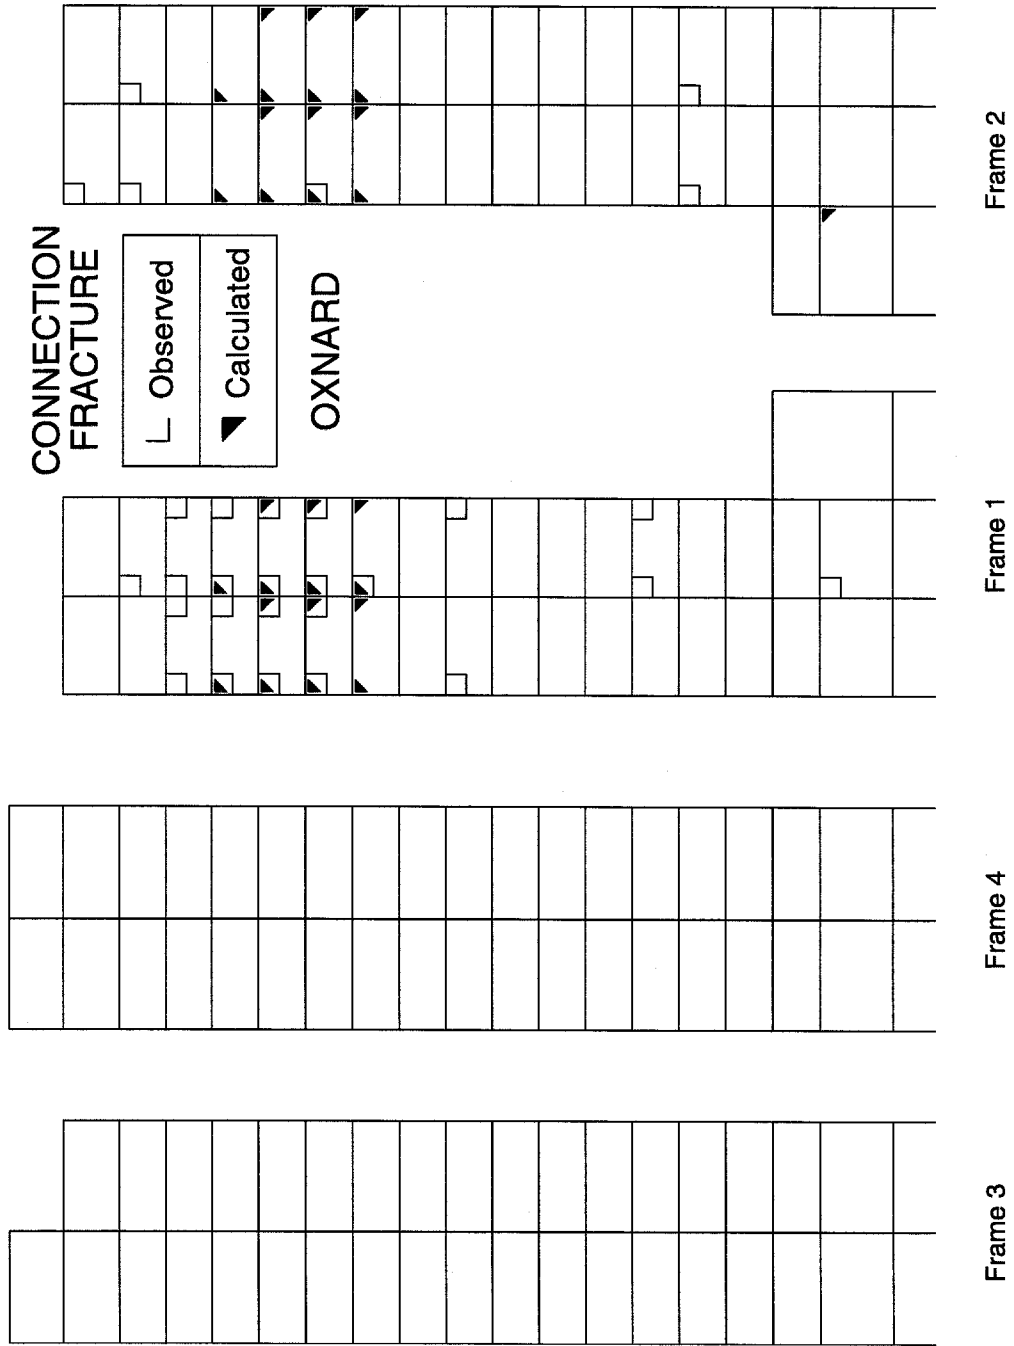 CONNECTION
FRACTURE
Observed
Calculated
OXNARD
Frame 3
Frame 4
Frame 1
Frame 2